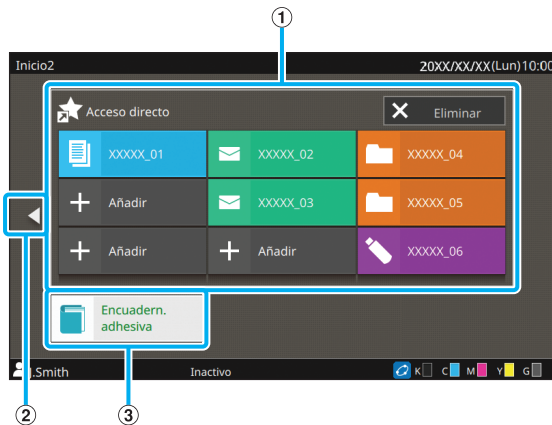 ①
Inicio2 20XX/XX/XX(Lun)10:00
Acceso directo Eliminar
XXXXX_01 XXXXX_02 XXXXX_04
Añadir XXXXX_03 XXXXX_05
Añadir Añadir XXXXX_06
Encuadern.
adhesiva
J.Smith Inactivo K C M Y G
② ③